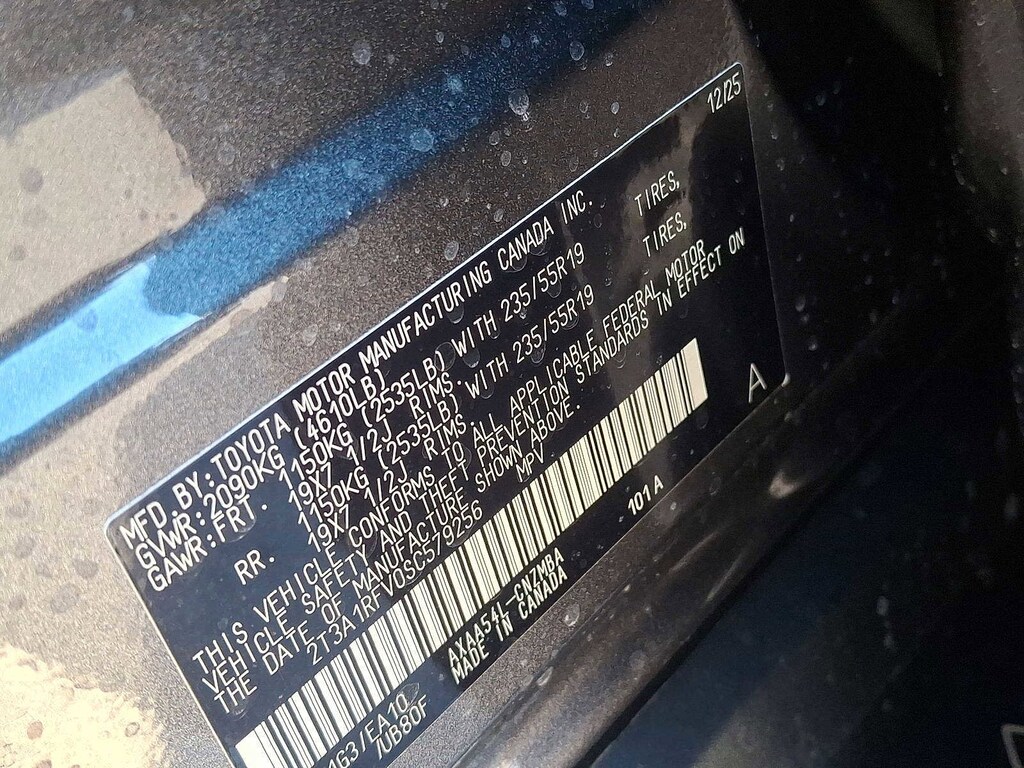 12/25
MFD.BY:TOYOTA MOTOR MANUFACTURING CANADA INC.
GVWR:2090KG (4610LB)
GAWR:FRT. 1150KG (2535LB) WITH 235/55R19 TIRES,
19X7 1/2J RIMS.
RR. 1150KG (2535LB) WITH 235/55R19 TIRES,
19X7 1/2J RIMS.
THIS VEHICLE CONFORMS TO ALL APPLICABLE FEDERAL MOTOR
VEHICLE SAFETY AND THEFT PREVENTION STANDARDS IN EFFECT ON
THE DATE OF MANUFACTURE SHOWN ABOVE.
2T3A1RFV0SC579256 MPV
A
1G3/EA10 AXAA54L-CNZMBA 101A
/UB80F MADE IN CANADA